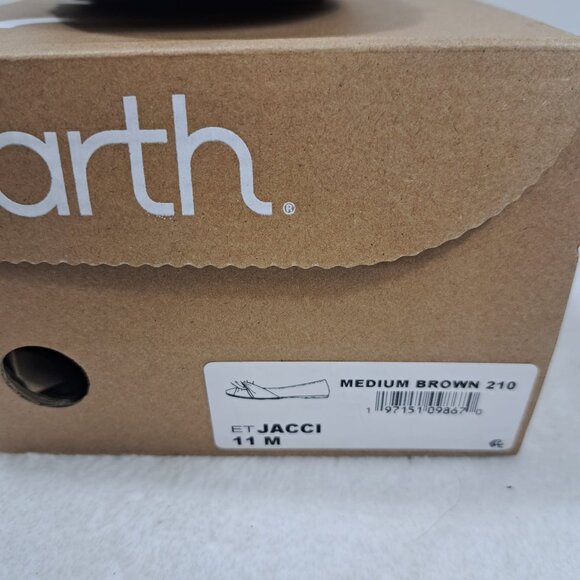 arth®
MEDIUM BROWN 210
1 97151 09867 0
ET JACCI
11 M